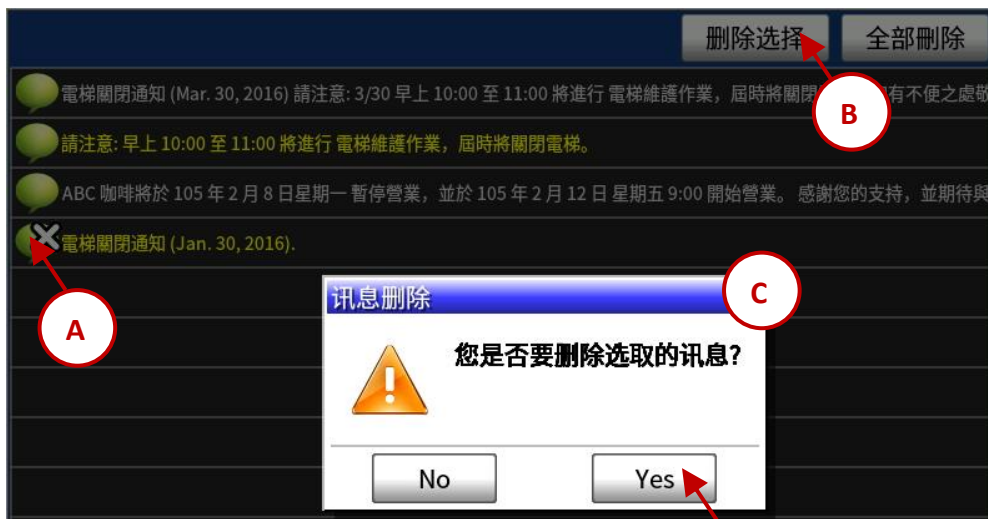 删除选择 全部删除
電梯關閉通知 (Mar. 30, 2016) 請注意: 3/30 早上 10:00 至 11:00 將進行 電梯維護作業，屆時將關閉 有不便之處敬
B
請注意: 早上 10:00 至 11:00 將進行 電梯維護作業，屆時將關閉電梯。
ABC 咖啡將於 105 年 2 月 8 日星期一 暫停營業，並於 105 年 2 月 12 日 星期五 9:00 開始營業。 感謝您的支持，並期待與
電梯關閉通知 (Jan. 30, 2016).
A
讯息删除
C
您是否要删除选取的讯息?
No Yes